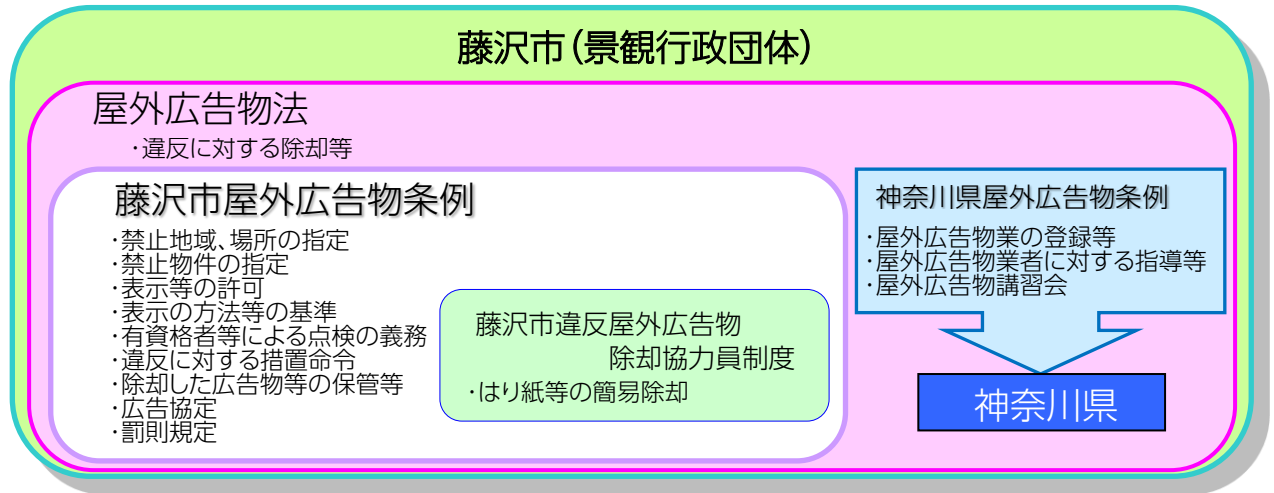 藤沢市(景観行政団体)
屋外広告物法
・違反に対する除却等
藤沢市屋外広告物条例
・禁止地域、場所の指定
・禁止物件の指定
・表示等の許可
・表示の方法等の基準
・有資格者等による点検の義務
・違反に対する措置命令
・除却した広告物等の保管等
・広告協定
・罰則規定
藤沢市違反屋外広告物
除却協力員制度
・はり紙等の簡易除却
神奈川県屋外広告物条例
・屋外広告物業の登録等
・屋外広告物業者に対する指導等
・屋外広告物講習会
神奈川県